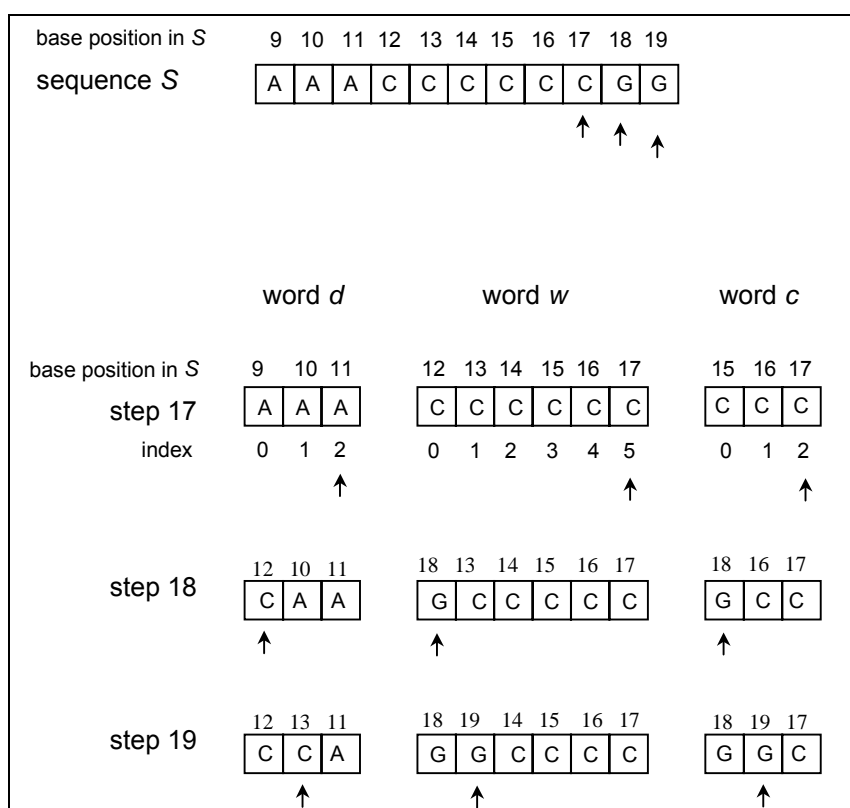 base position in S 9 10 11 12 13 14 15 16 17 18 19
sequence S A A A C C C C C C G G
word d word w word c
base position in S 9 10 11 12 13 14 15 16 17 15 16 17
step 17 A A A C C C C C C C C C
index 0 1 2 0 1 2 3 4 5 0 1 2
12 10 11 18 13 14 15 16 17 18 16 17
step 18 C A A G C C C C C G C C
12 13 11 18 19 14 15 16 17 18 19 17
step 19 C C A G G C C C C G G C